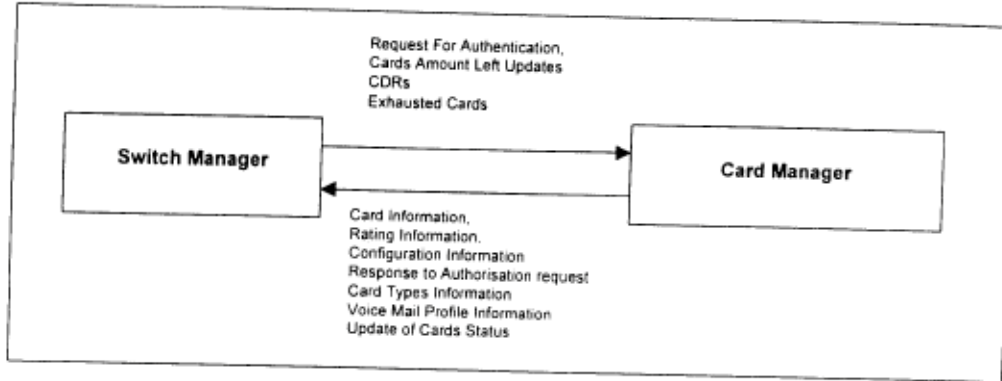 Request For Authentication,
Cards Amount Left Updates
CDRs
Exhausted Cards
Switch Manager
Card Manager
Card Information,
Rating Information,
Configuration Information
Response to Authorisation request
Card Types Information
Voice Mail Profile Information
Update of Cards Status